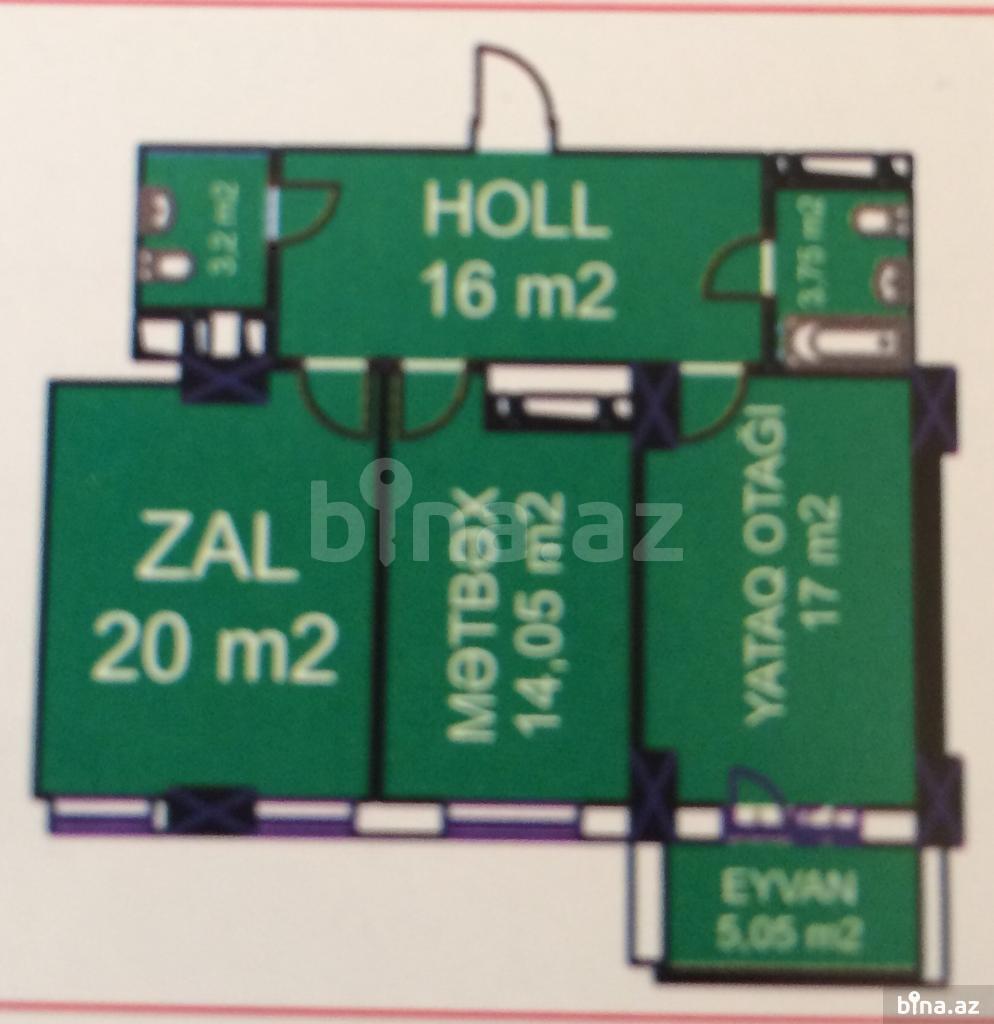 HOLL
16 m2
3,2 m2
3.75 m2
ZAL
20 m2
MƏTBƏX
14,05 m2
YATAQ OTAĞI
17 m2
EYVAN
5,05 m2
bina.az
bina.az